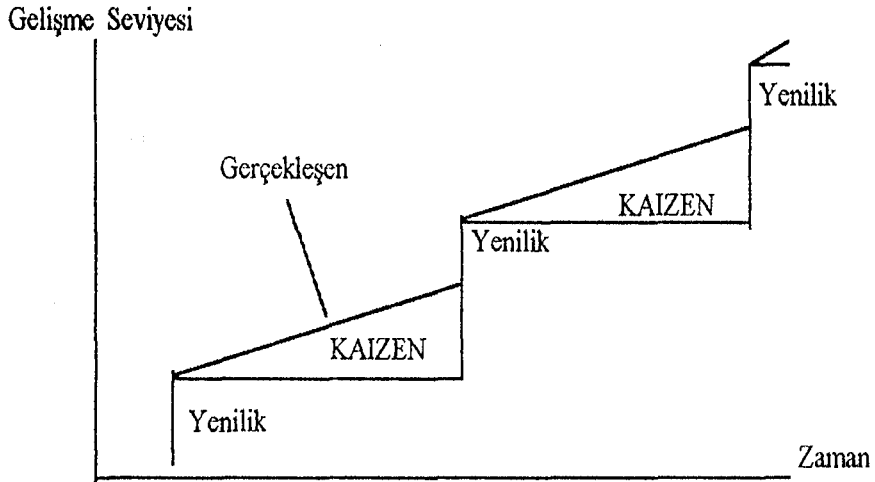 Gelişme Seviyesi
Yenilik
Gerçekleşen
KAIZEN
Yenilik
KAIZEN
Yenilik
Zaman